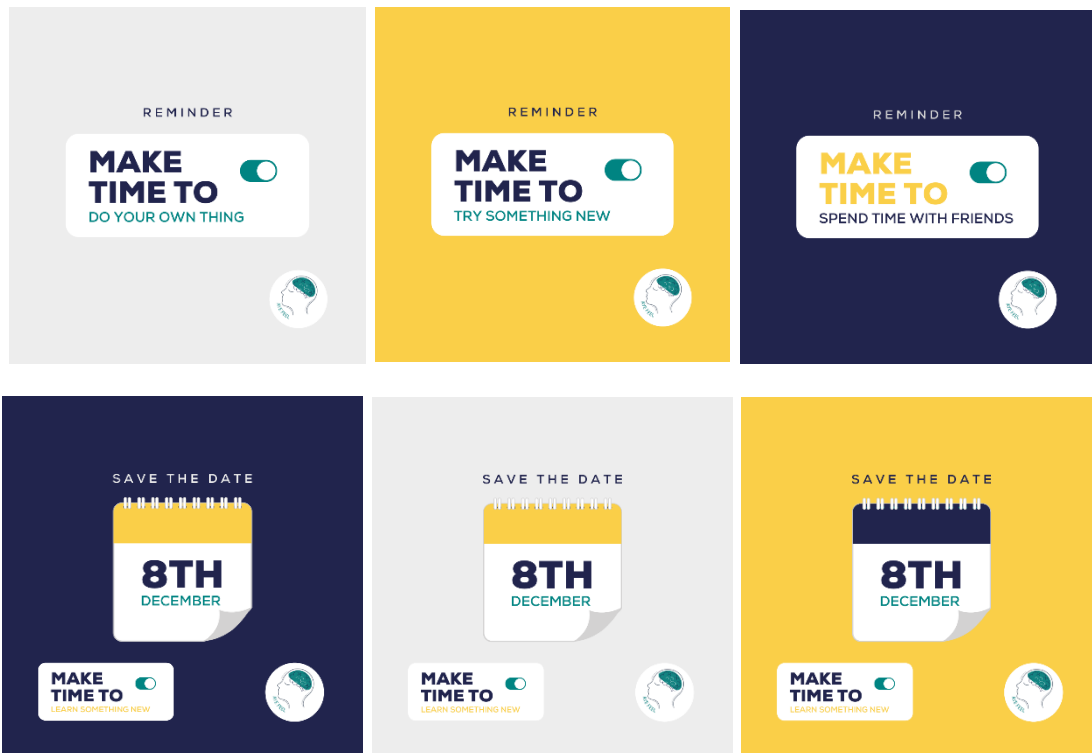 REMINDER
MAKE
TIME TO
DO YOUR OWN THING
REMINDER
MAKE
TIME TO
TRY SOMETHING NEW
REMINDER
MAKE
TIME TO
SPEND TIME WITH FRIENDS
SAVE THE DATE
8TH
DECEMBER
MAKE
TIME TO
LEARN SOMETHING NEW
SAVE THE DATE
8TH
DECEMBER
MAKE
TIME TO
LEARN SOMETHING NEW
SAVE THE DATE
8TH
DECEMBER
MAKE
TIME TO
LEARN SOMETHING NEW